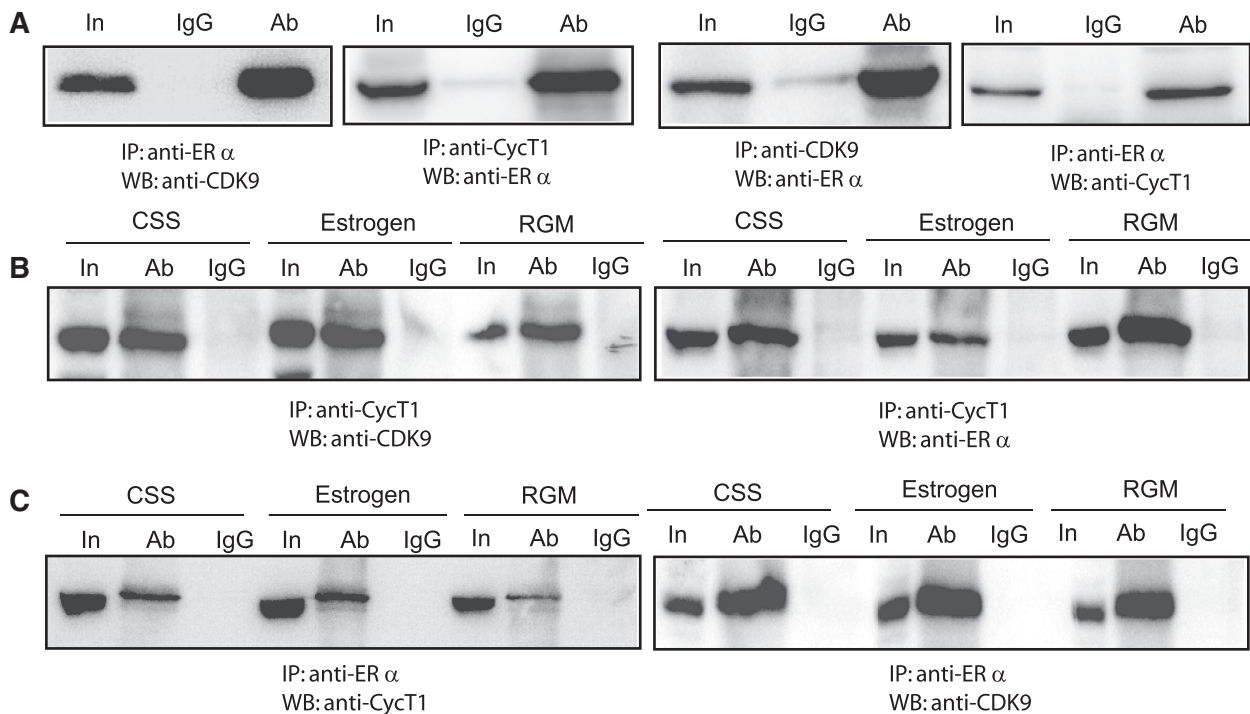 A In IgG Ab In IgG Ab In IgG Ab In IgG Ab
IP: anti-ER α
WB: anti-CDK9
IP: anti-CycT1
WB: anti-ER α
IP: anti-CDK9
WB: anti-ER α
IP: anti-ER α
WB: anti-CycT1
CSS Estrogen RGM CSS Estrogen RGM
B In Ab IgG In Ab IgG In Ab IgG In Ab IgG In Ab IgG In Ab IgG
IP: anti-CycT1
WB: anti-CDK9
IP: anti-CycT1
WB: anti-ER α
C CSS Estrogen RGM CSS Estrogen RGM
In Ab IgG In Ab IgG In Ab IgG In Ab IgG In Ab IgG In Ab IgG
IP: anti-ER α
WB: anti-CycT1
IP: anti-ER α
WB: anti-CDK9